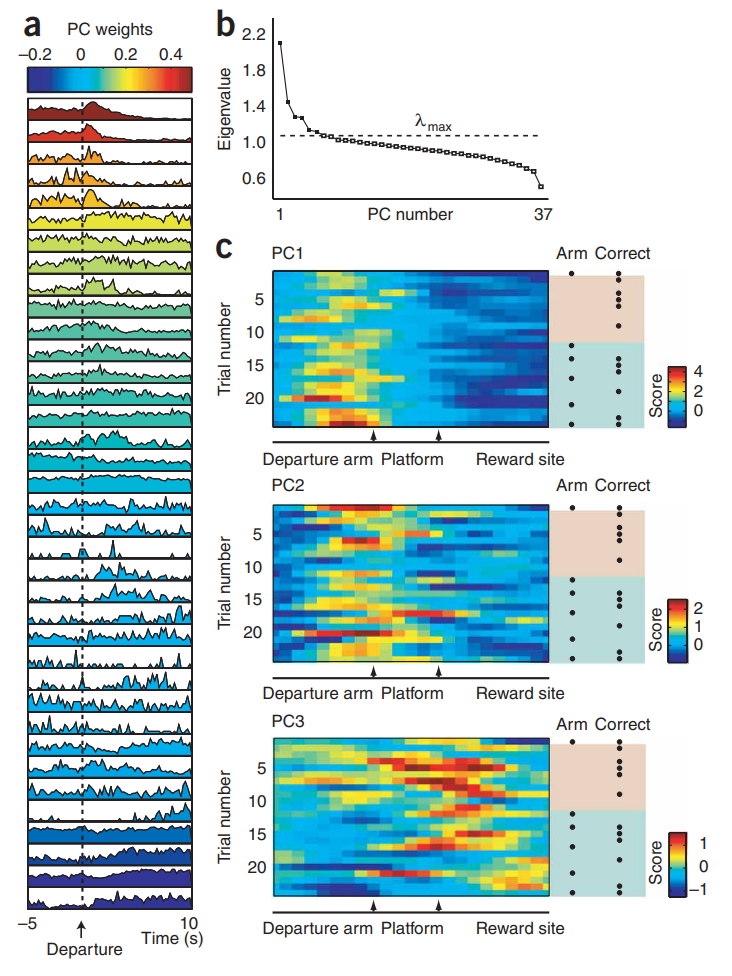 a
PC weights
–0.2 0 0.2 0.4
–5 10
Departure
Time (s)
b
Eigenvalue
2.2
1.8
1.4
1.0
0.6
λmax
1 PC number 37
c
PC1
Arm Correct
Trial number
5
10
15
20
Score
4
2
0
Departure arm Platform Reward site
PC2
Arm Correct
Trial number
5
10
15
20
Score
2
1
0
Departure arm Platform Reward site
PC3
Arm Correct
Trial number
5
10
15
20
Score
1
0
–1
Departure arm Platform Reward site